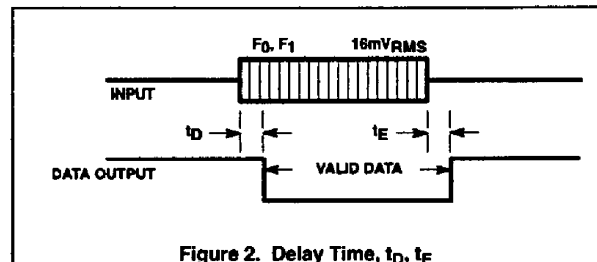 F0, F1 16mVRMS
INPUT
tD tE
DATA OUTPUT VALID DATA
Figure 2. Delay Time, tD, tE